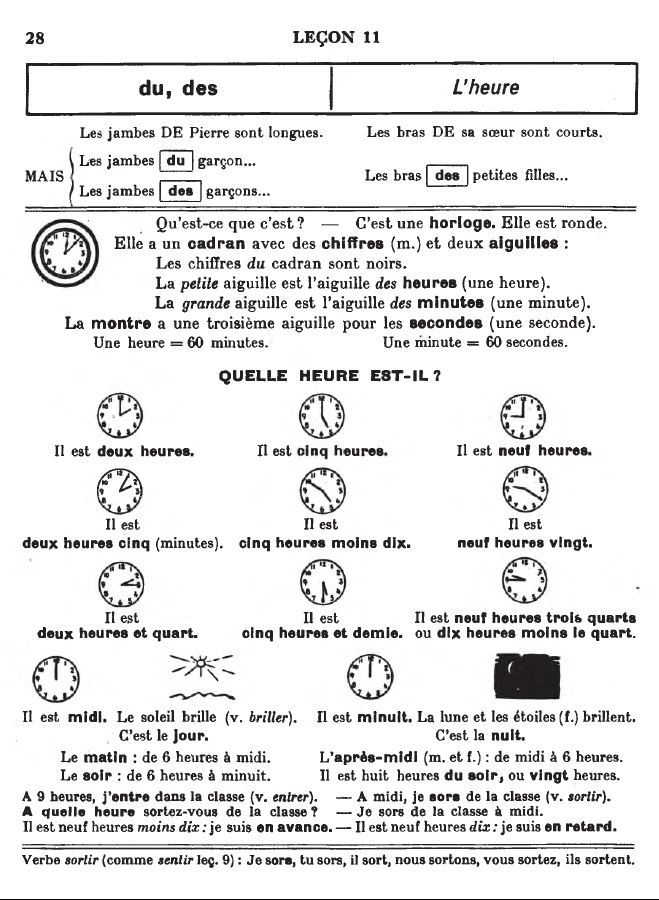 28 LEÇON 11
du, des L'heure
Les jambes DE Pierre sont longues. Les bras DE sa sœur sont courts.
MAIS
Les jambes du garçon...
Les jambes des garçons...
Les bras des petites filles...
Qu'est-ce que c'est ? — C'est une horloge. Elle est ronde.
Elle a un cadran avec des chiffres (m.) et deux aiguilles :
Les chiffres du cadran sont noirs.
La petite aiguille est l'aiguille des heures (une heure).
La grande aiguille est l'aiguille des minutes (une minute).
La montre a une troisième aiguille pour les secondes (une seconde).
Une heure = 60 minutes. Une minute = 60 secondes.
QUELLE HEURE EST-IL ?
Il est deux heures. Il est cinq heures. Il est neuf heures.
Il est Il est Il est
deux heures cinq (minutes). cinq heures moins dix. neuf heures vingt.
Il est Il est Il est neuf heures trois quarts
deux heures et quart. cinq heures et demie. ou dix heures moins le quart.
Il est midi. Le soleil brille (v. briller). Il est minuit. La lune et les étoiles (f.) brillent.
C'est le jour. C'est la nuit.
Le matin : de 6 heures à midi. L'après-midi (m. et f.) : de midi à 6 heures.
Le soir : de 6 heures à minuit. Il est huit heures du soir, ou vingt heures.
A 9 heures, j'entre dans la classe (v. entrer). — A midi, je sors de la classe (v. sortir).
A quelle heure sortez-vous de la classe ? — Je sors de la classe à midi.
Il est neuf heures moins dix : je suis en avance. — Il est neuf heures dix : je suis en retard.
Verbe sortir (comme sentir leç. 9) : Je sors, tu sors, il sort, nous sortons, vous sortez, ils sortent.